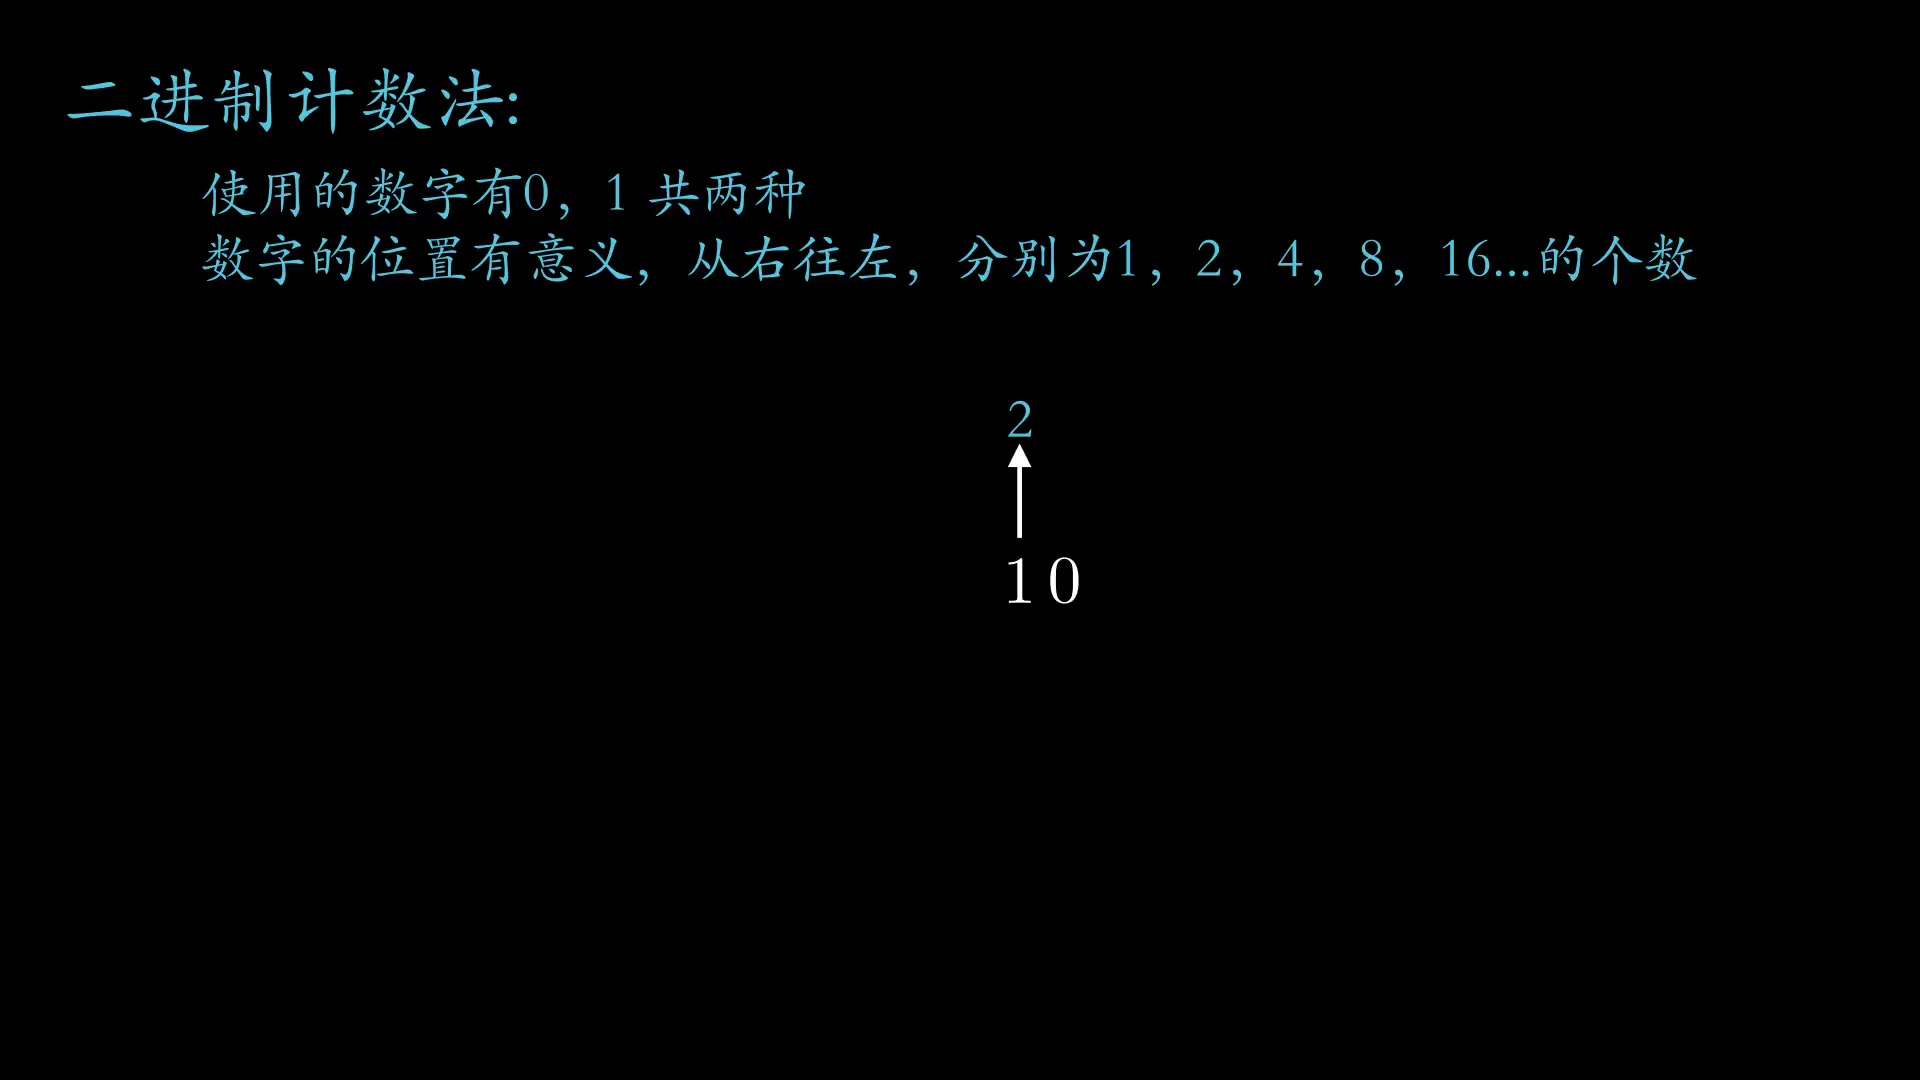 二进制计数法:
使用的数字有0，1 共两种
数字的位置有意义，从右往左，分别为1，2，4，8，16...的个数
2
1 0